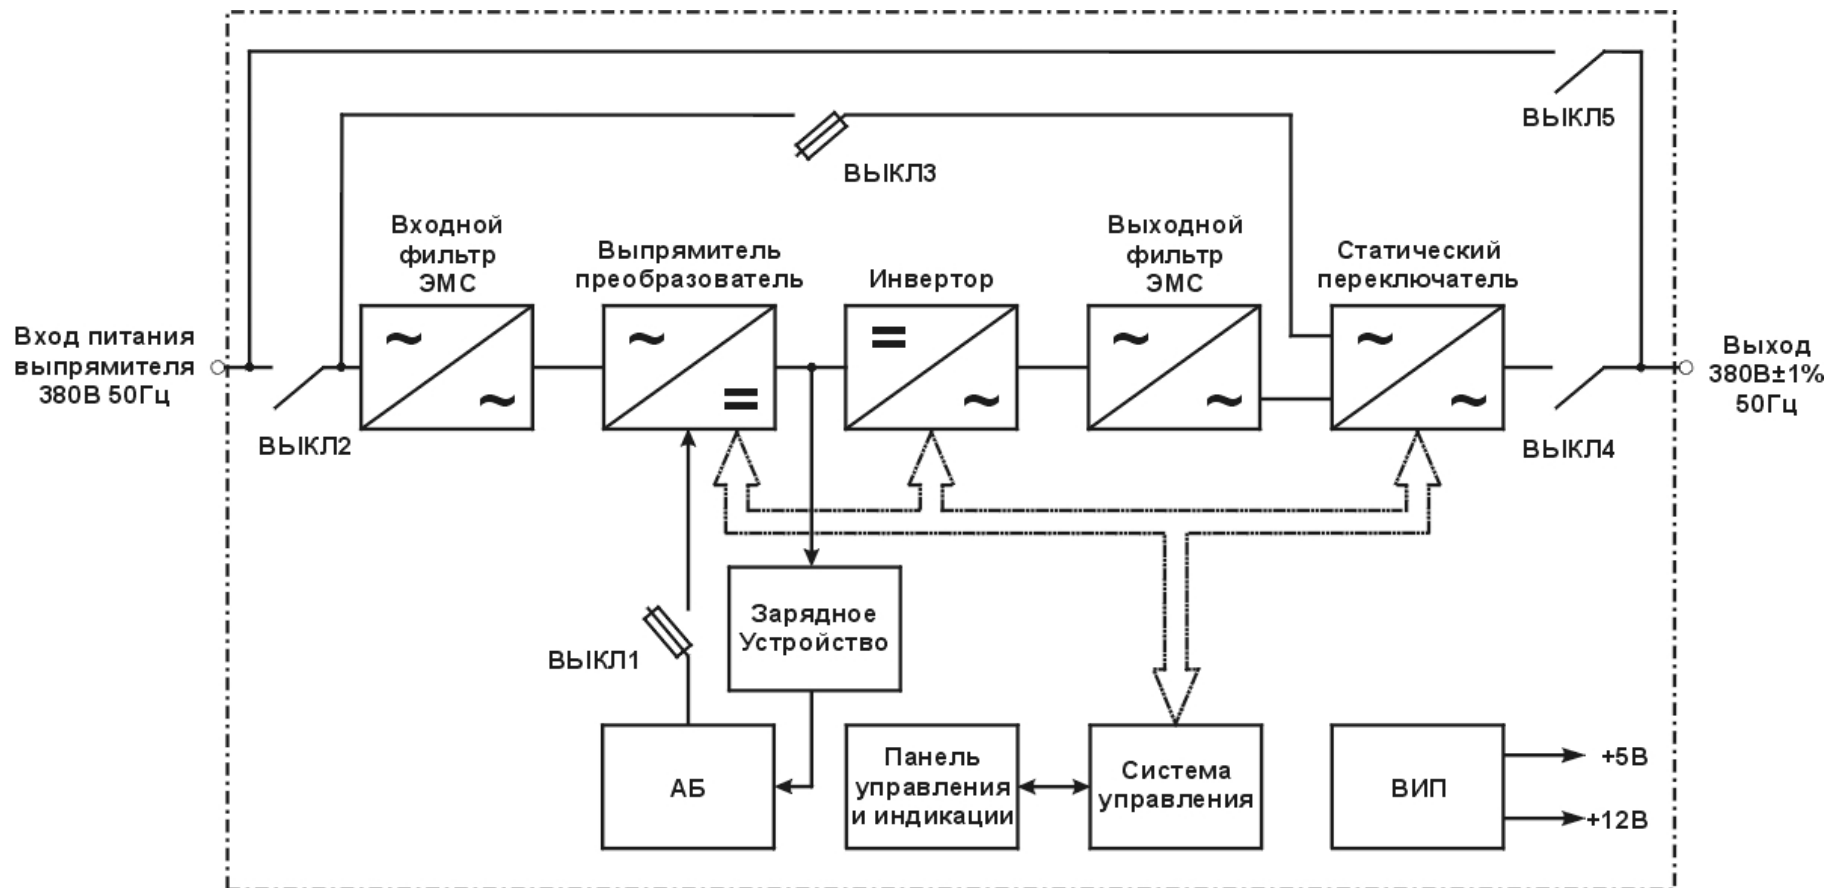 ВЫКЛ5
ВЫКЛ3
Входной
фильтр
ЭМС
Выпрямитель
преобразователь
Инвертор
Выходной
фильтр
ЭМС
Статический
переключатель
Вход питания
выпрямителя
380В 50Гц
~
~
~
=
=
~
~
~
~
~
Выход
380В±1%
50Гц
ВЫКЛ2
ВЫКЛ4
Зарядное
Устройство
ВЫКЛ1
АБ
Панель
управления
и индикации
Система
управления
ВИП
+5В
+12В